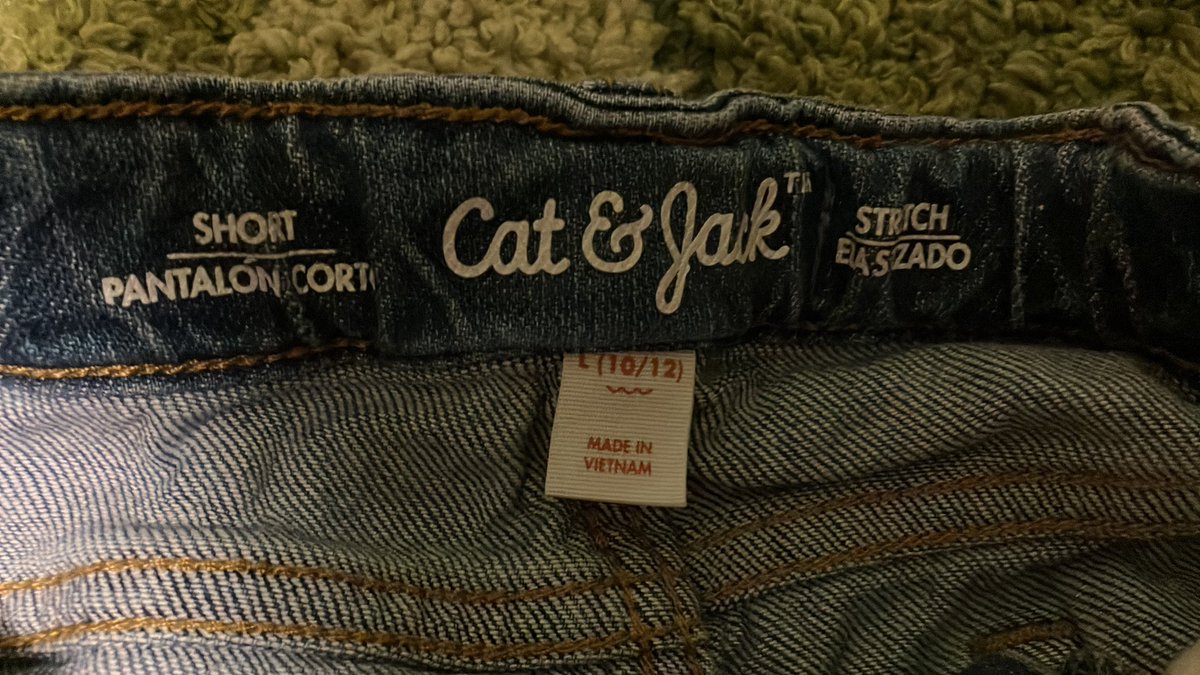 SHORT
PANTALÓN CORTO
Cat & Jack™
STRETCH
L (10/12)
MADE IN
VIETNAM